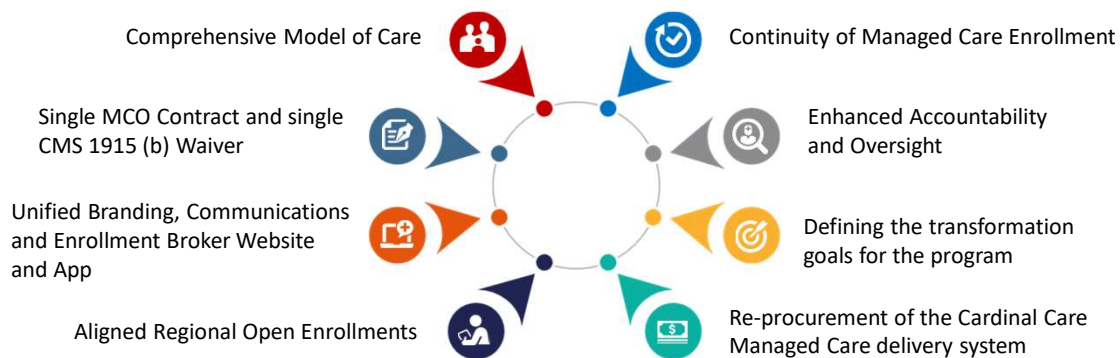 Comprehensive Model of Care
Continuity of Managed Care Enrollment
Single MCO Contract and single
CMS 1915 (b) Waiver
Enhanced Accountability
and Oversight
Unified Branding, Communications
and Enrollment Broker Website
and App
Defining the transformation
goals for the program
Aligned Regional Open Enrollments
Re-procurement of the Cardinal Care
Managed Care delivery system
$